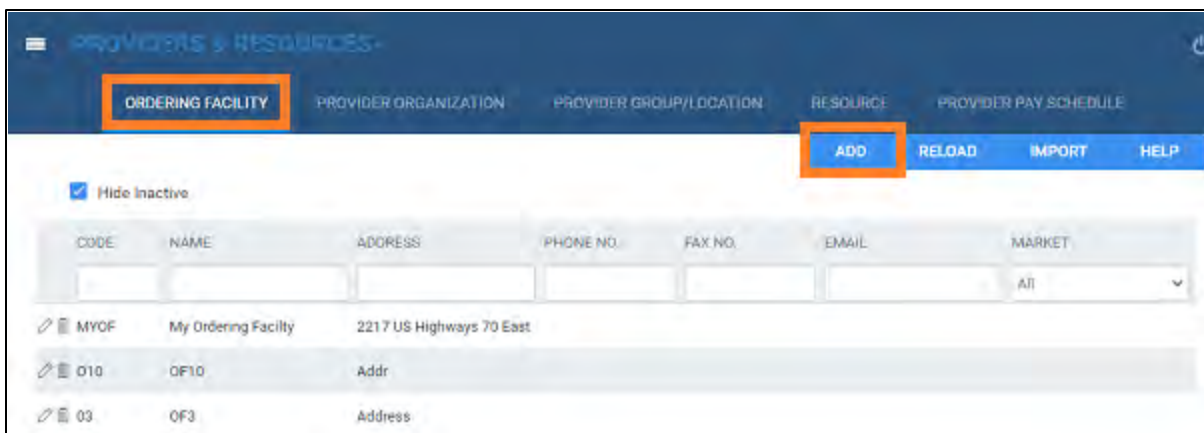 PROVIDERS & RESOURCES
ORDERING FACILITY PROVIDER ORGANIZATION PROVIDER GROUP/LOCATION RESOURCE PROVIDER PAY SCHEDULE
ADD RELOAD IMPORT HELP
Hide Inactive
CODE NAME ADDRESS PHONE NO. FAX NO. EMAIL MARKET
All
MYOF My Ordering Facilty 2217 US Highways 70 East
O10 OF10 Addr
03 OF3 Address